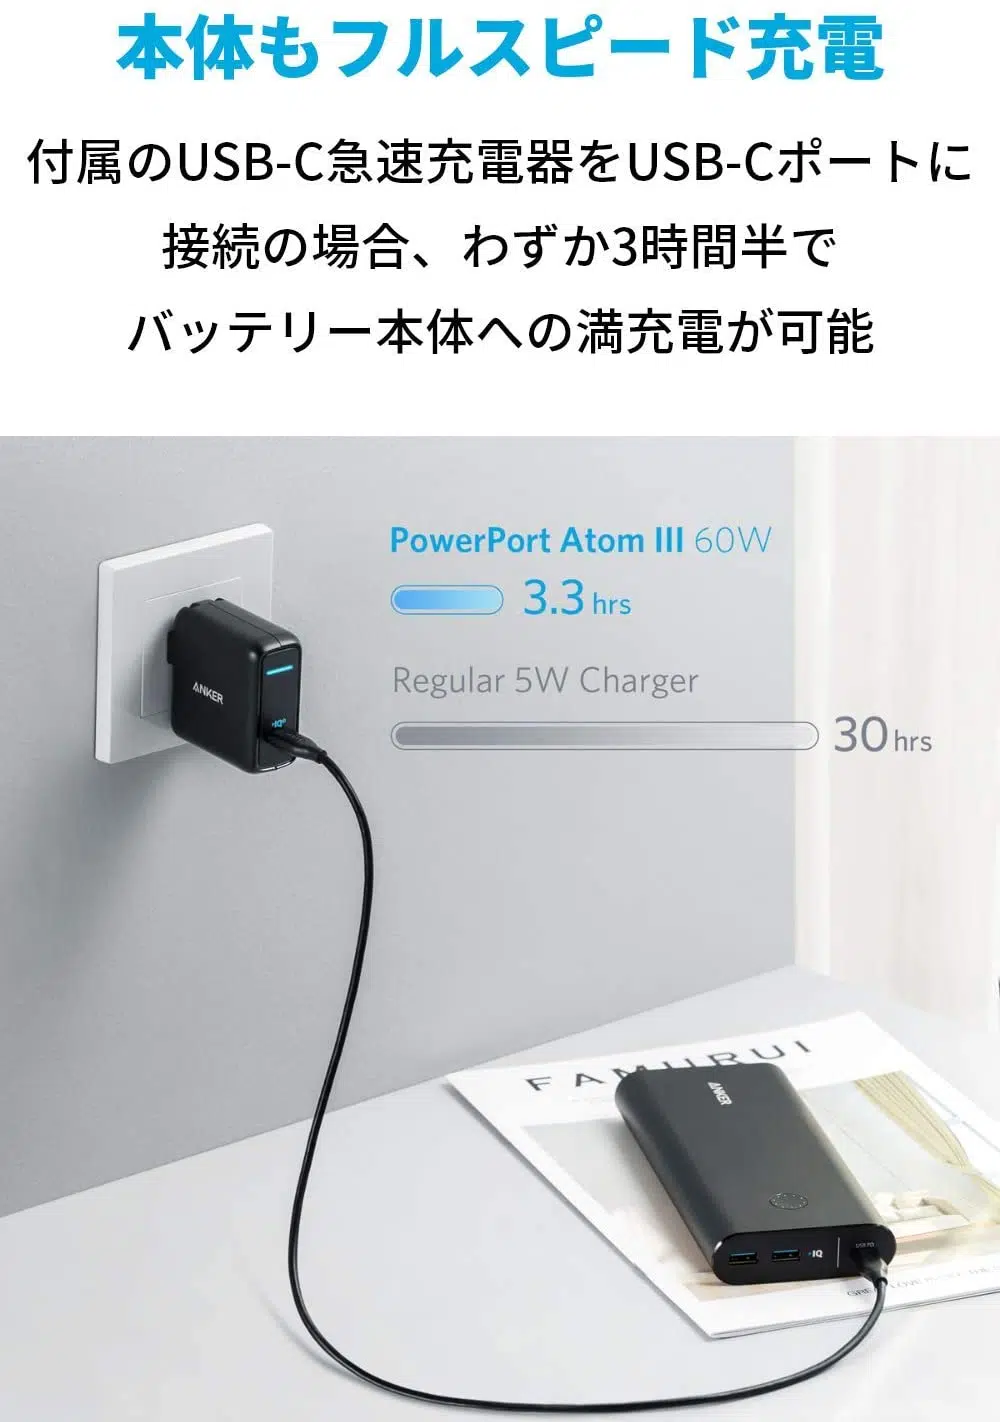 本体もフルスピード充電
付属のUSB-C急速充電器をUSB-Cポートに
接続の場合、わずか3時間半で
バッテリー本体への満充電が可能
PowerPort Atom III 60W
3.3 hrs
Regular 5W Charger
30 hrs
ANKER
IQ
ANKER
IQ